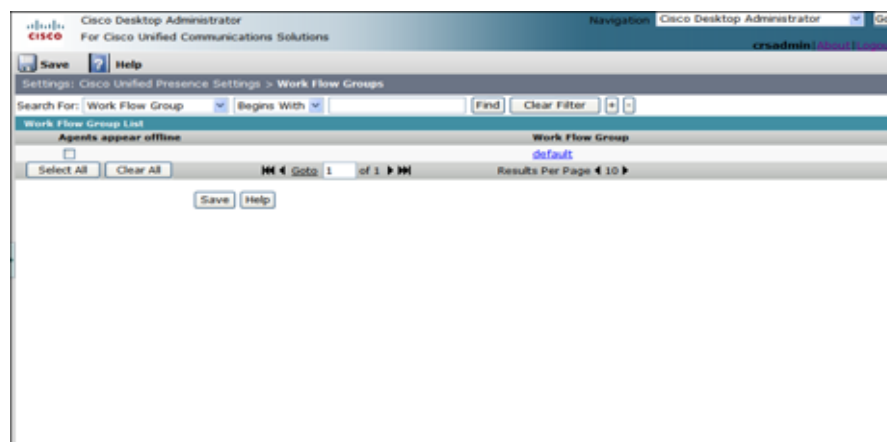 Cisco Desktop Administrator
Navigation Cisco Desktop Administrator Go
CISCO For Cisco Unified Communications Solutions
crsadmin|About|Logout
Save ? Help
Settings: Cisco Unified Presence Settings > Work Flow Groups
Search For: Work Flow Group Begins With Find Clear Filter + -
Work Flow Group List
Agents appear offline Work Flow Group
default
Select All Clear All Goto 1 of 1 Results Per Page 10
Save Help